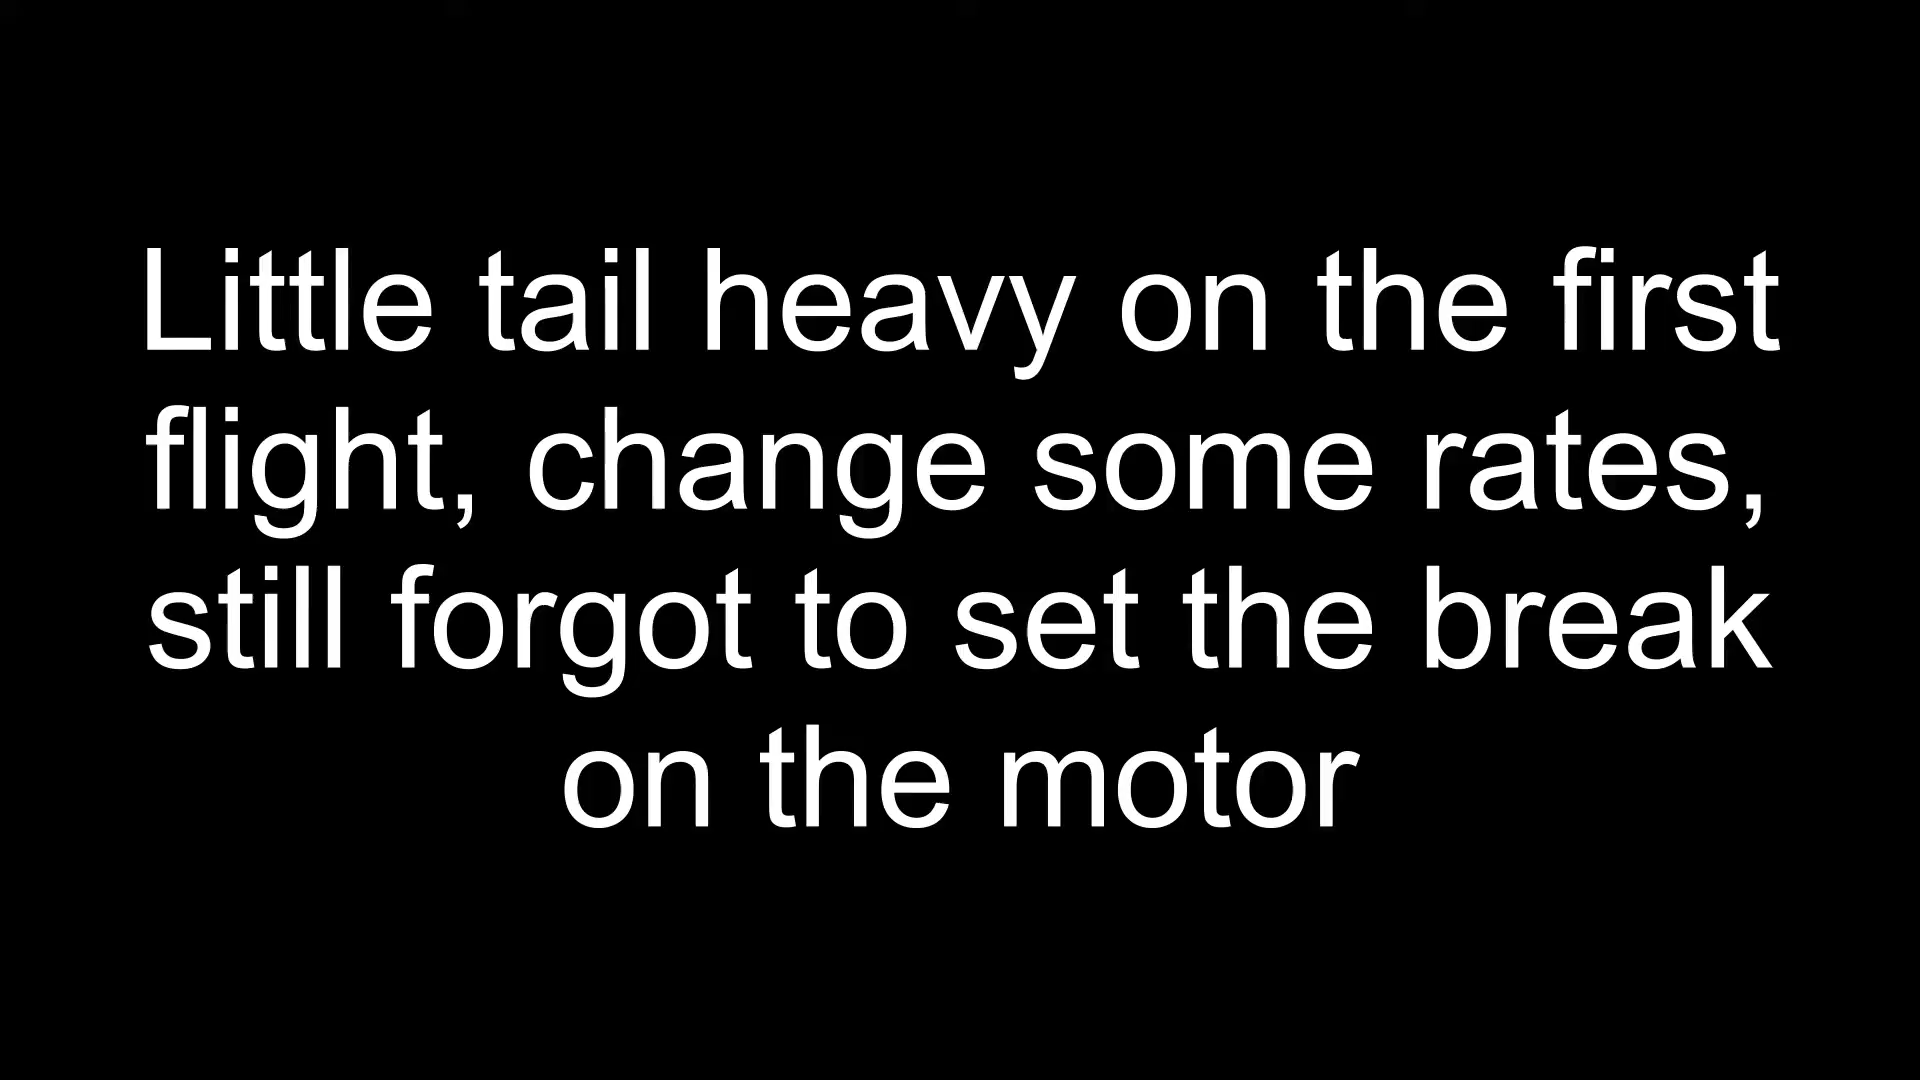 Little tail heavy on the first
flight, change some rates,
still forgot to set the break
on the motor